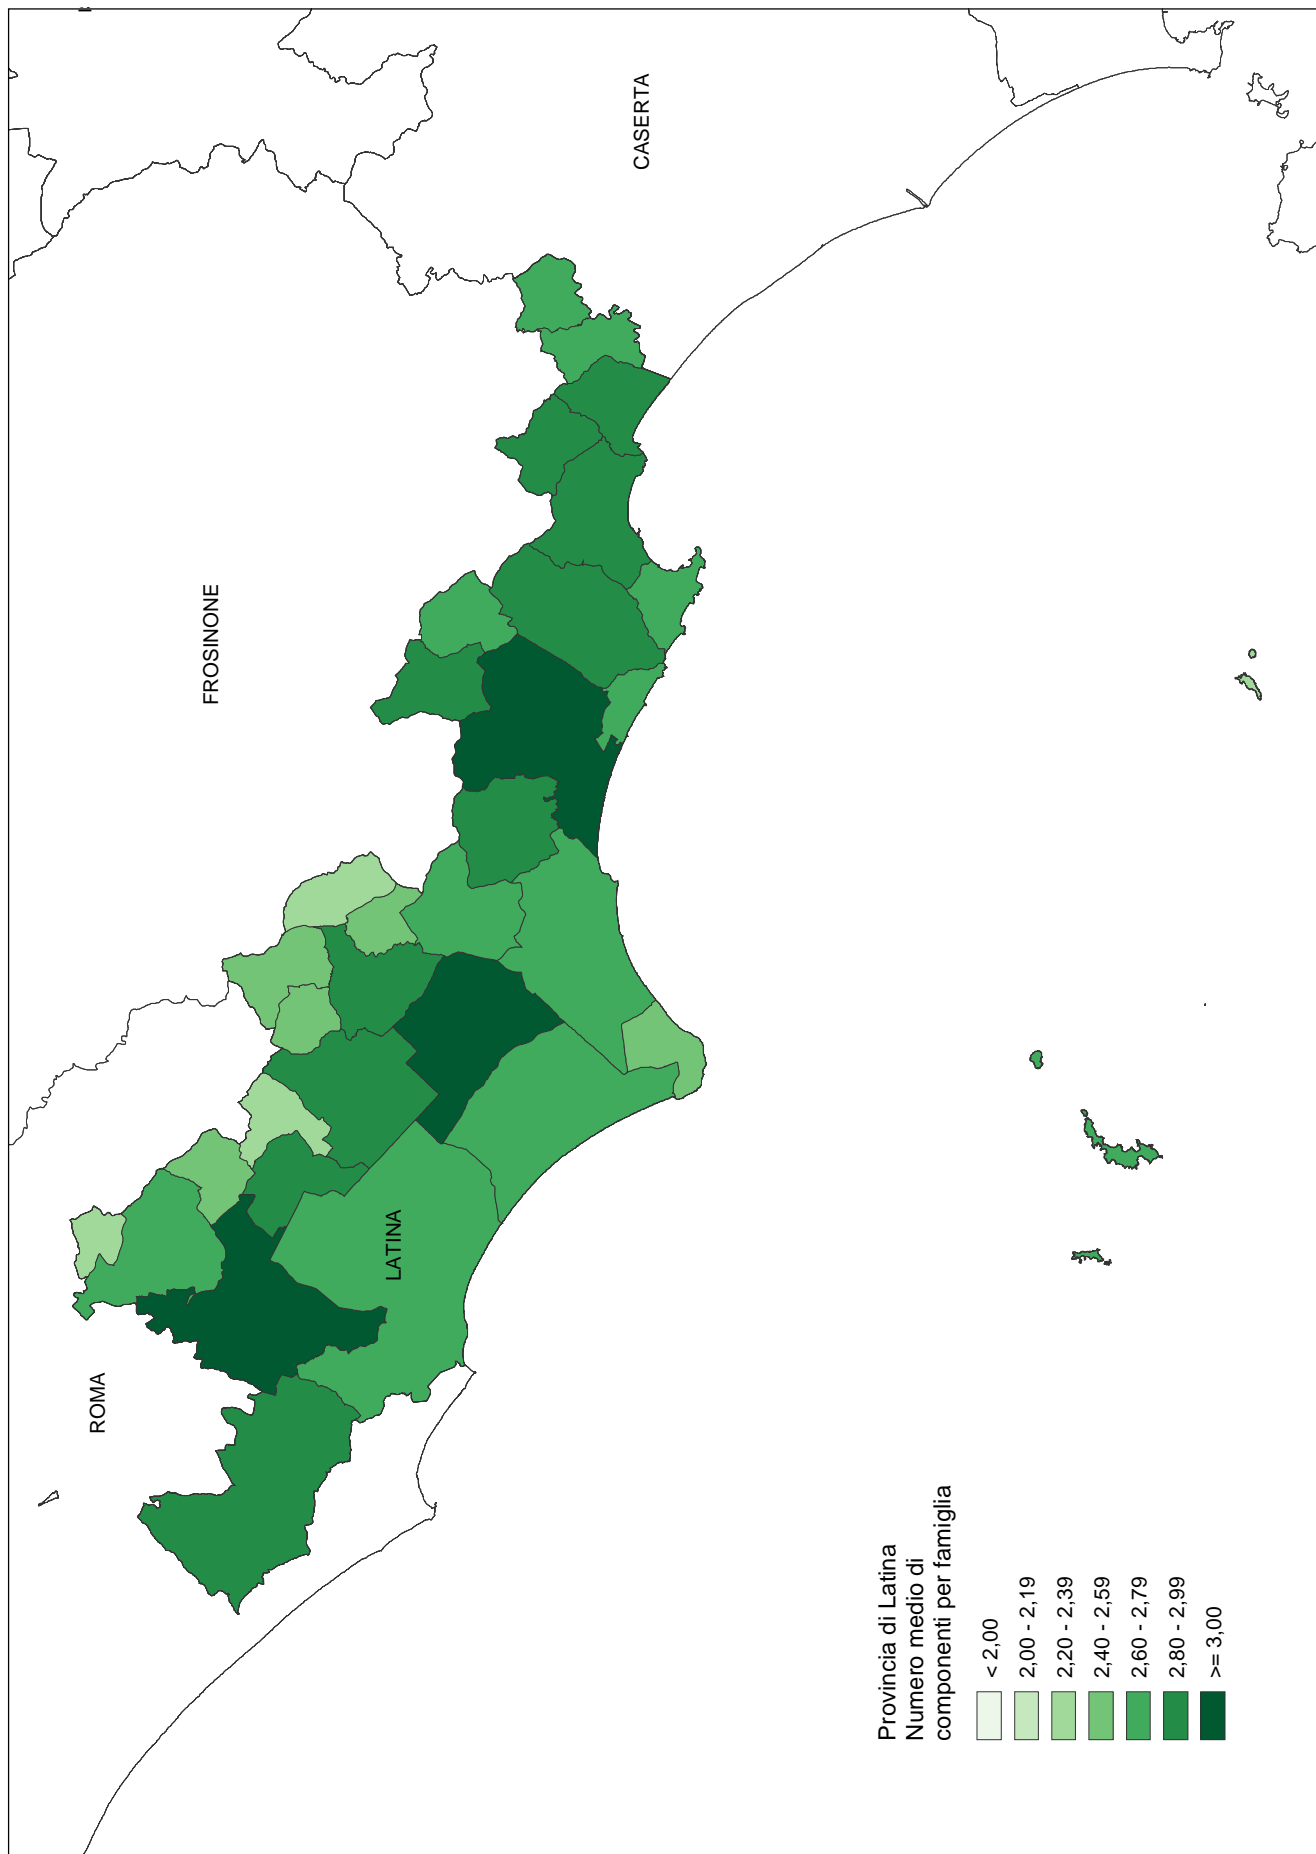 ROMA
FROSINONE
CASERTA
LATINA
Provincia di Latina
Numero medio di
componenti per famiglia
< 2,00
2,00 - 2,19
2,20 - 2,39
2,40 - 2,59
2,60 - 2,79
2,80 - 2,99
>= 3,00